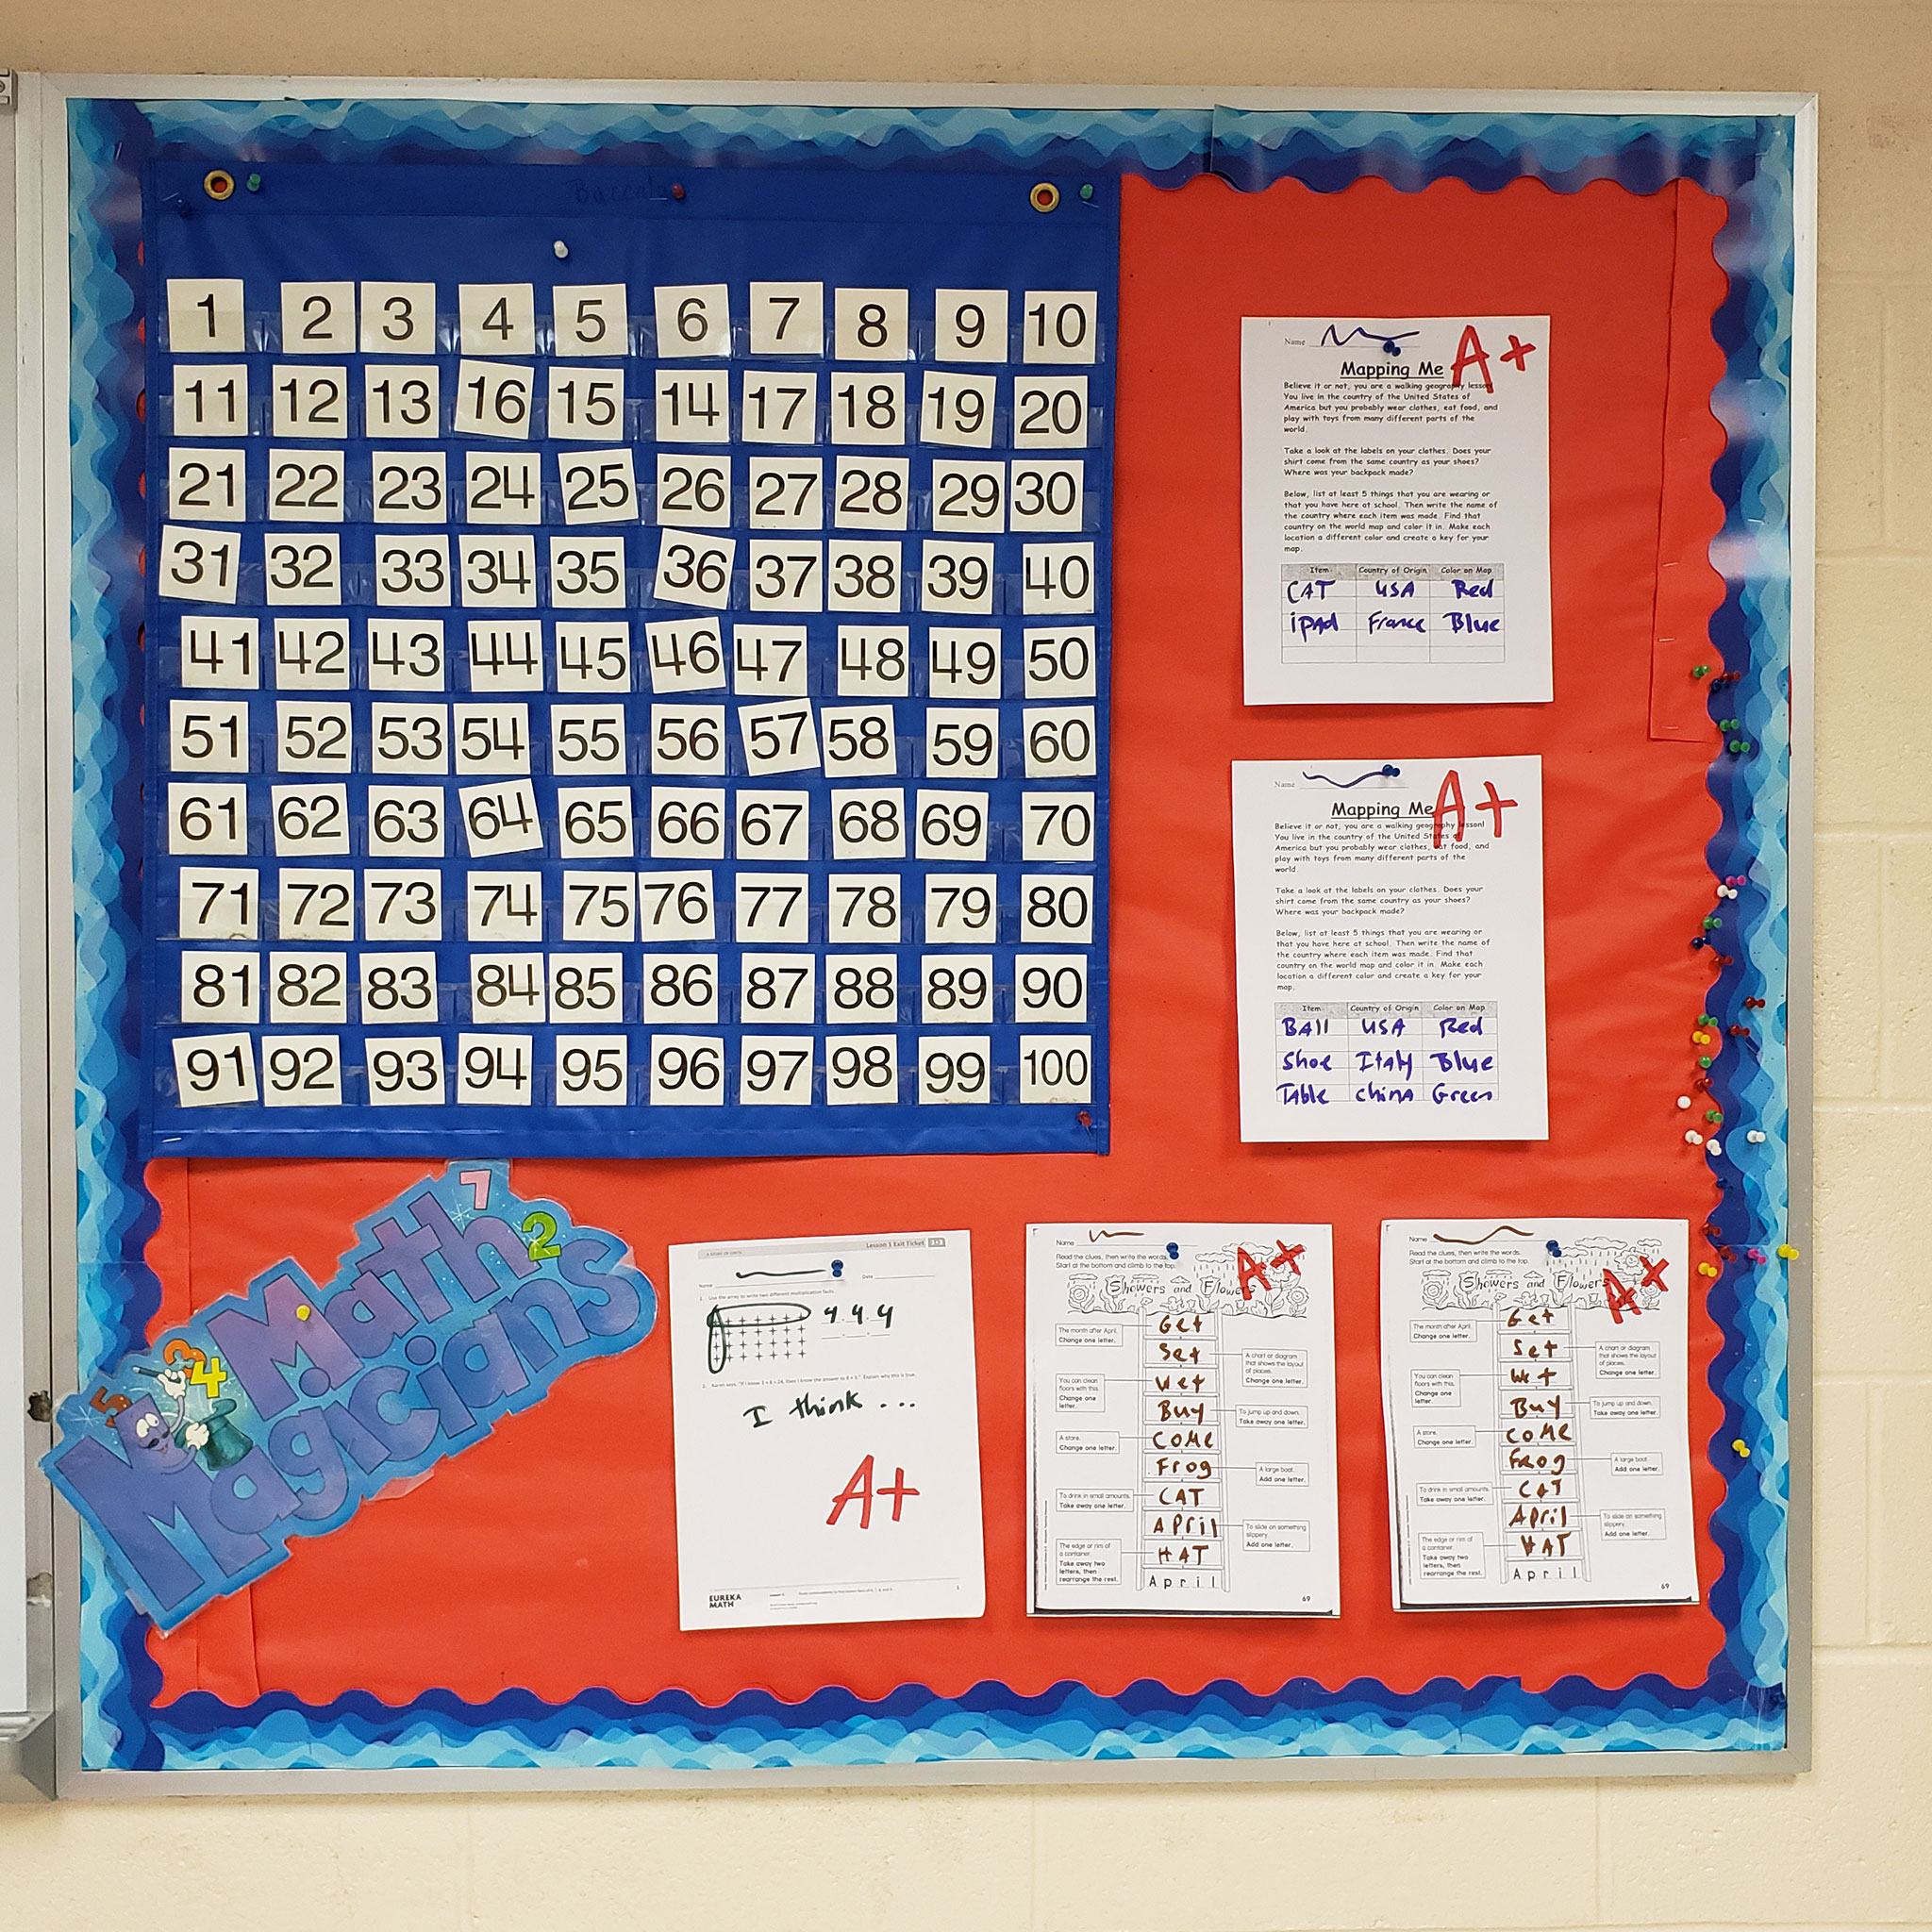 Buccola
1 2 3 4 5 6 7 8 9 10
11 12 13 16 15 14 17 18 19 20
21 22 23 24 25 26 27 28 29 30
31 32 33 34 35 36 37 38 39 40
41 42 43 44 45 46 47 48 49 50
51 52 53 54 55 56 57 58 59 60
61 62 63 64 65 66 67 68 69 70
71 72 73 74 75 76 77 78 79 80
81 82 83 84 85 86 87 88 89 90
91 92 93 94 95 96 97 98 99 100
Name
A+
Mapping Me
Believe it or not, you are a walking geography lesson!
You live in the country of the United States of
America but you probably wear clothes, eat food, and
play with toys from many different parts of the
world.
Take a look at the labels on your clothes. Does your
shirt come from the same country as your shoes?
Where was your backpack made?
Below, list at least 5 things that you are wearing or
that you have here at school. Then write the name of
the country where each item was made. Find that
country on the world map and color it in. Make each
location a different color and create a key for your
map.
Item Country of Origin Color on Map
CAT USA Red
iPAd France Blue
Name
A+
Mapping Me
Believe it or not, you are a walking geography lesson!
You live in the country of the United States of
America but you probably wear clothes, eat food, and
play with toys from many different parts of the
world.
Take a look at the labels on your clothes. Does your
shirt come from the same country as your shoes?
Where was your backpack made?
Below, list at least 5 things that you are wearing or
that you have here at school. Then write the name of
the country where each item was made. Find that
country on the world map and color it in. Make each
location a different color and create a key for your
map.
Item Country of Origin Color on Map
BAll USA Red
Shoe ItAly Blue
TAble chinA Green
7
2
3
4
5
Math
Magicians
A STORY OF UNITS Lesson 5 Exit Ticket
Name Date
1. Use the array to write two different multiplication facts.
4 4 4
I think ...
A+
EUREKA
MATH
1
Name
Read the clues, then write the words.
Start at the bottom and climb to the top.
A+
Showers and Flowers
Get
The month after April.
Change one letter.
Set
A chart or diagram
that shows the layout
of places.
Change one letter.
Wet
You can clean
floors with this.
Change one
letter.
Buy
To jump up and down.
Take away one letter.
CoMe
A store.
Change one letter.
Frog
A large boat.
Add one letter.
CAT
To drink in small amounts.
Take away one letter.
APril
To slide on something
slippery.
Add one letter.
HAT
The edge or rim of
a container.
Take away two
letters, then
rearrange the rest.
April
69
Name
Read the clues, then write the words.
Start at the bottom and climb to the top.
A+
Showers and Flowers
Get
The month after April.
Change one letter.
Set
A chart or diagram
that shows the layout
of places.
Change one letter.
Wet
You can clean
floors with this.
Change one
letter.
Buy
To jump up and down.
Take away one letter.
CoMe
A store.
Change one letter.
FRog
A large boat.
Add one letter.
CAT
To drink in small amounts.
Take away one letter.
April
To slide on something
slippery.
Add one letter.
HAT
The edge or rim of
a container.
Take away two
letters, then
rearrange the rest.
April
69